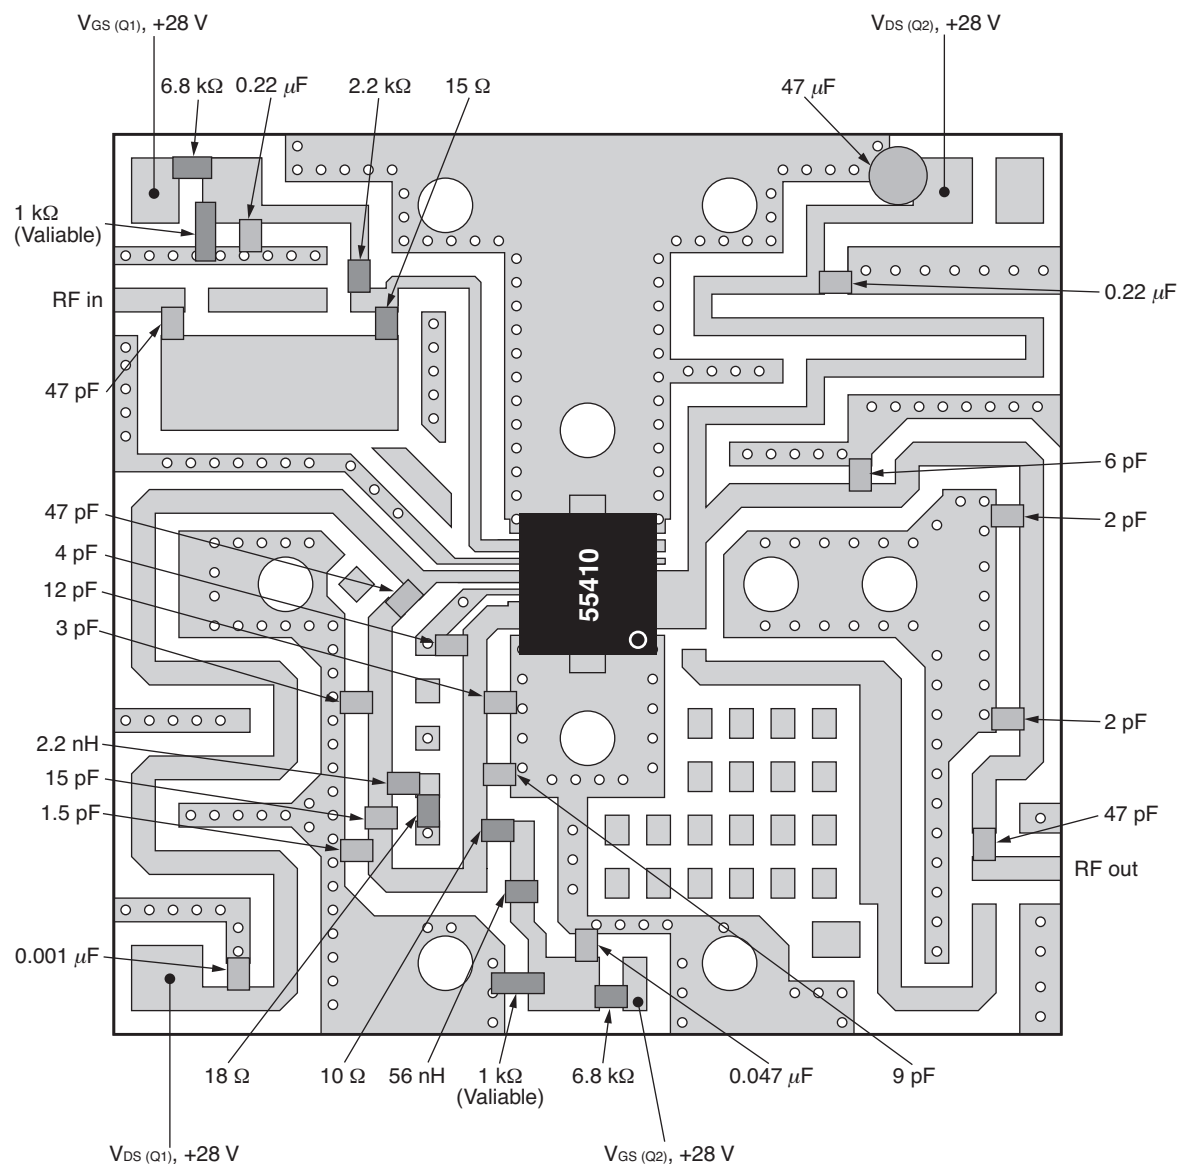 VGS (Q1), +28 V
VDS (Q2), +28 V
6.8 kΩ
0.22 μF
2.2 kΩ
15 Ω
47 μF
1 kΩ
(Valiable)
RF in
0.22 μF
47 pF
6 pF
47 pF
2 pF
4 pF
12 pF
55410
3 pF
2.2 nH
2 pF
15 pF
1.5 pF
47 pF
RF out
0.001 μF
18 Ω
10 Ω
56 nH
1 kΩ
(Valiable)
6.8 kΩ
0.047 μF
9 pF
VDS (Q1), +28 V
VGS (Q2), +28 V